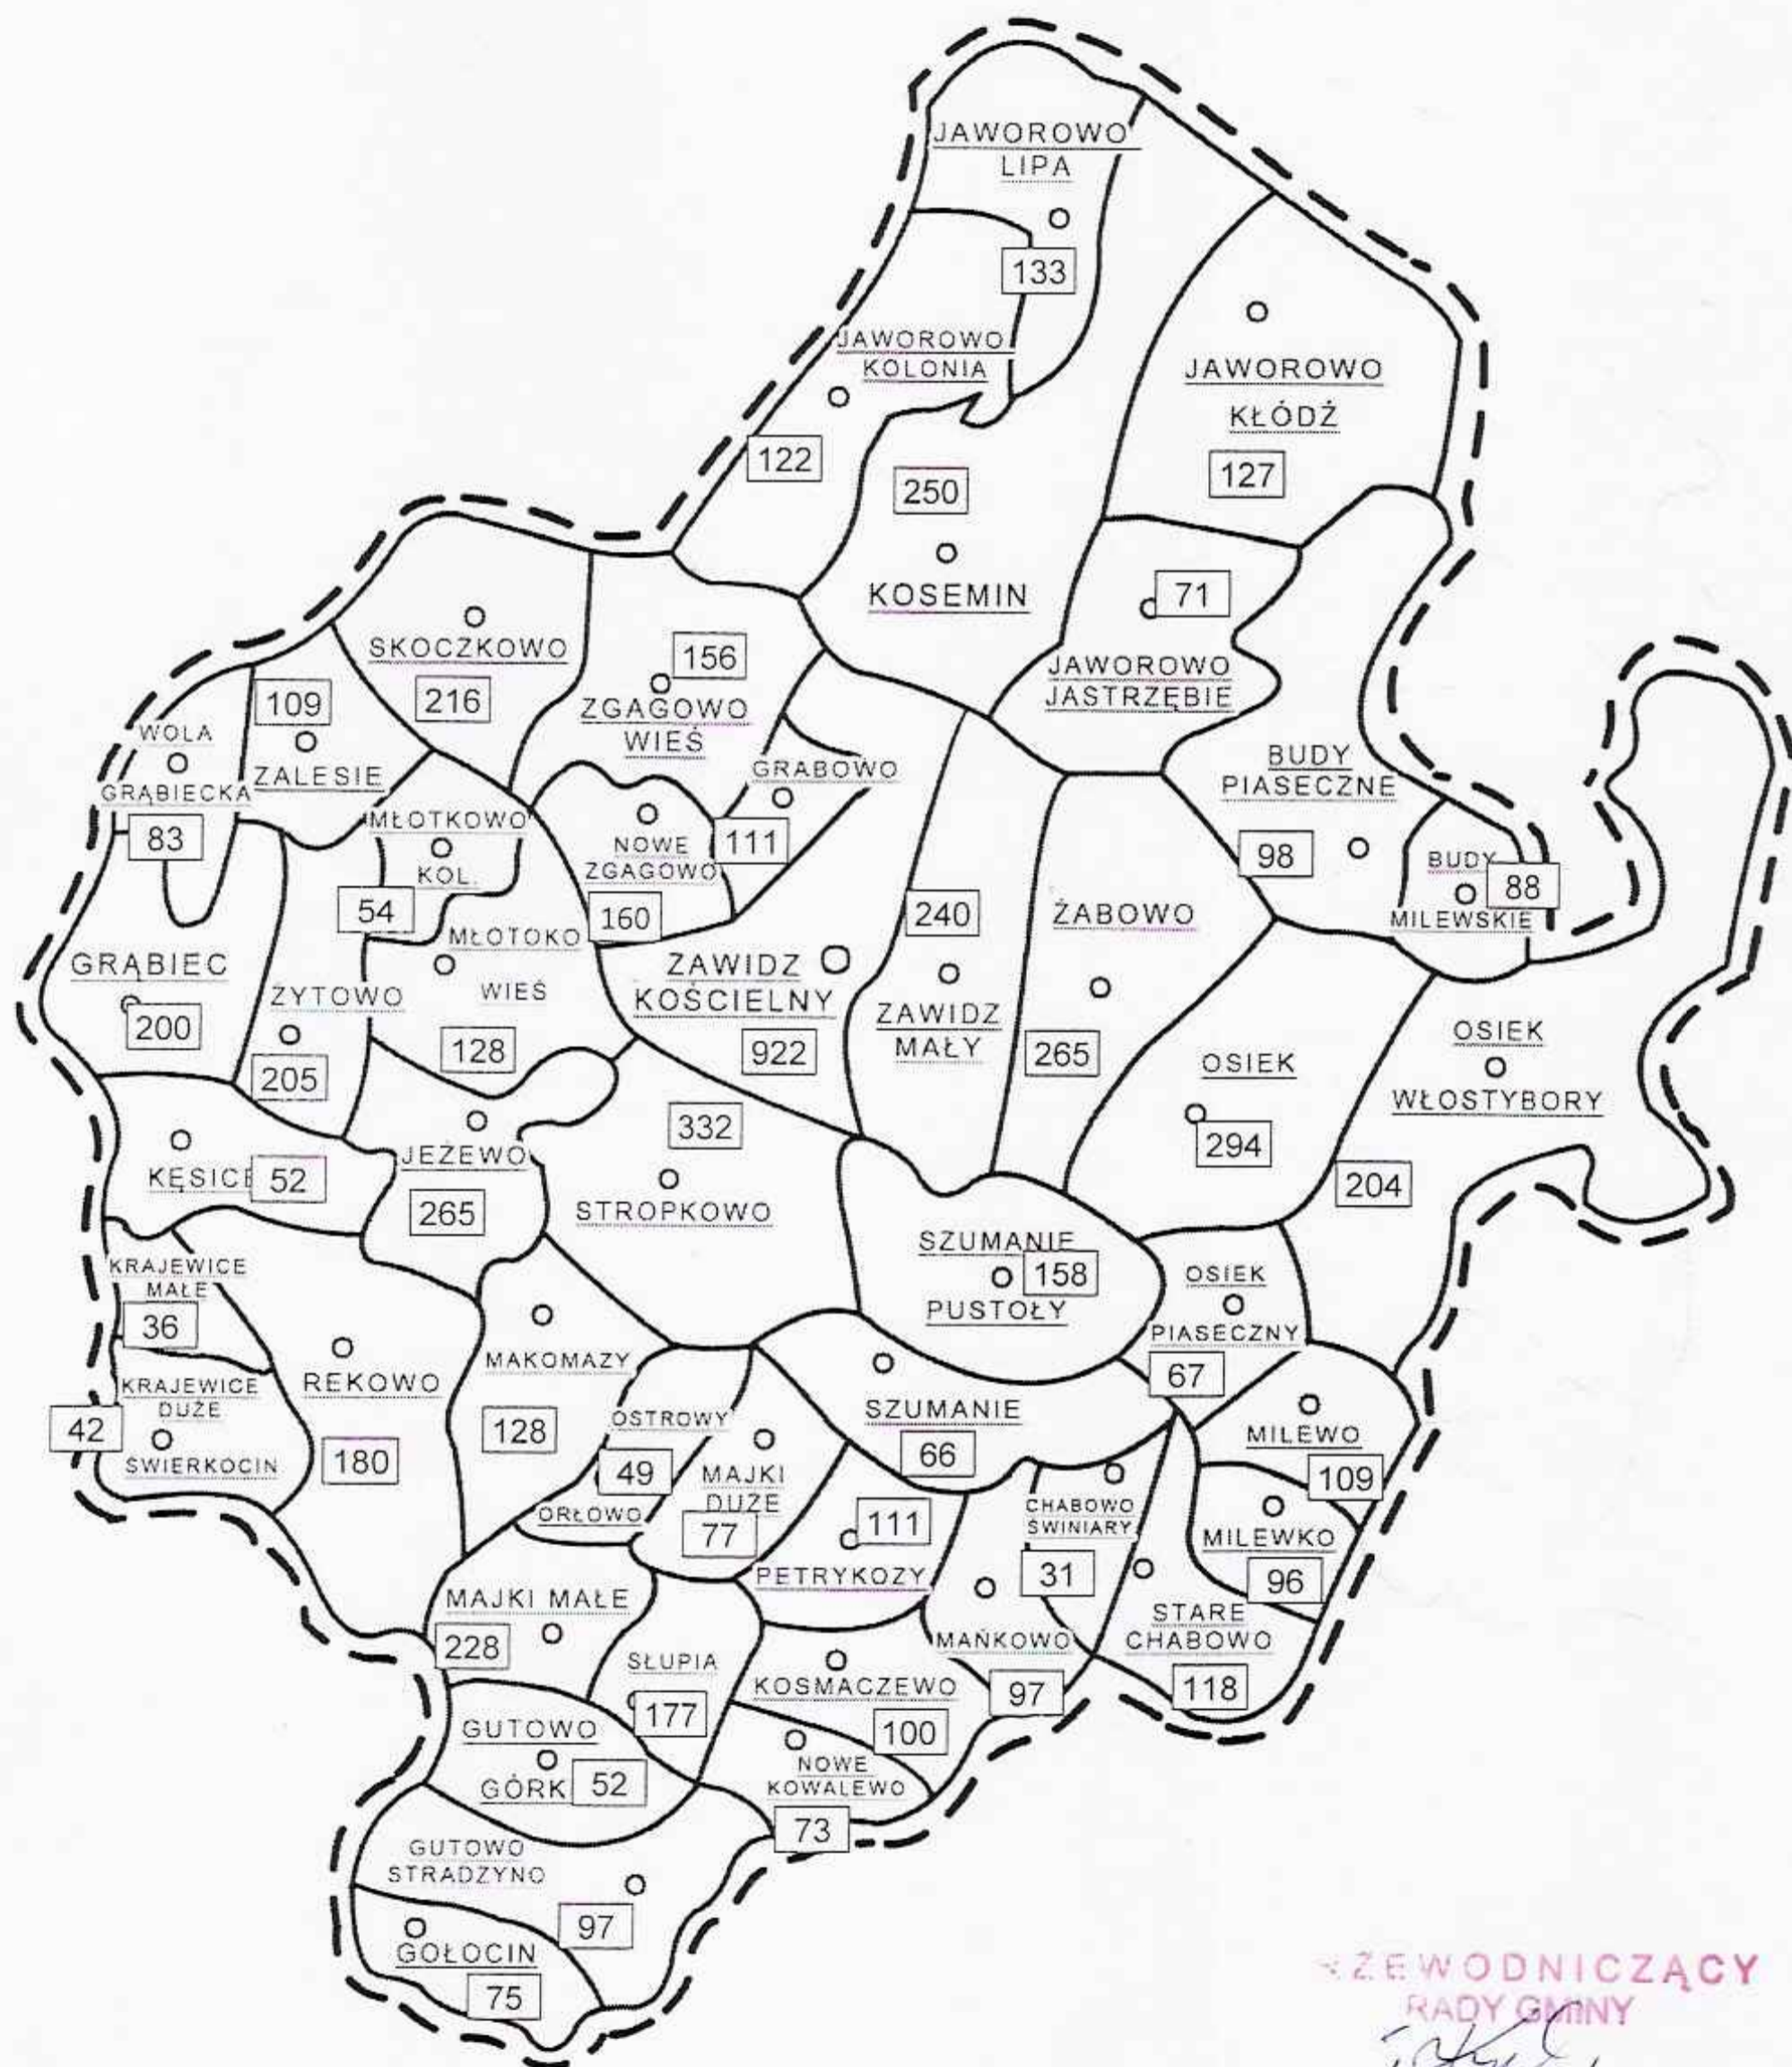 JAWOROWO
LIPA
133
JAWOROWO
KOLONIA
122
JAWOROWO
KŁÓDŹ
127
250
KOSEMIN
71
JAWOROWO
JASTRZĘBIE
SKOCZKOWO
216
156
ZGAGOWO
WIEŚ
109
ZALESIE
WOLA
GRĄBIECKA
83
MŁOTKOWO
KOL.
54
NOWE
ZGAGOWO
160
GRABOWO
111
BUDY
PIASECZNE
98
BUDY
MILEWSKIE
88
GRĄBIEC
200
ŻYTOWO
205
MŁOTOKO
WIEŚ
128
ZAWIDZ
KOŚCIELNY
922
240
ZAWIDZ
MAŁY
ŻABOWO
265
OSIEK
294
OSIEK
WŁOSTYBORY
204
KĘSICE
52
JEŻEWO
265
332
STROPKOWO
SZUMANIE
158
PUSTOŁY
OSIEK
PIASECZNY
67
KRAJEWICE
MAŁE
36
KRAJEWICE
DUŻE
42
ŚWIERKOCIN
REKOWO
180
MAKOMAZY
128
OSTROWY
49
ORŁOWO
MAJKI
DUŻE
77
SZUMANIE
66
111
PETRYKOZY
CHABOWO
ŚWINIARY
31
MILEWO
109
MILEWKO
96
STARE
CHABOWO
118
MAŃKOWO
97
MAJKI MAŁE
228
SŁUPIA
177
KOSMACZEWO
100
NOWE
KOWALEWO
73
GUTOWO
GÓRK
52
GUTOWO
STRADZYNO
97
GOŁOCIN
75
ZEWODNICZĄCY
RADY GMINY